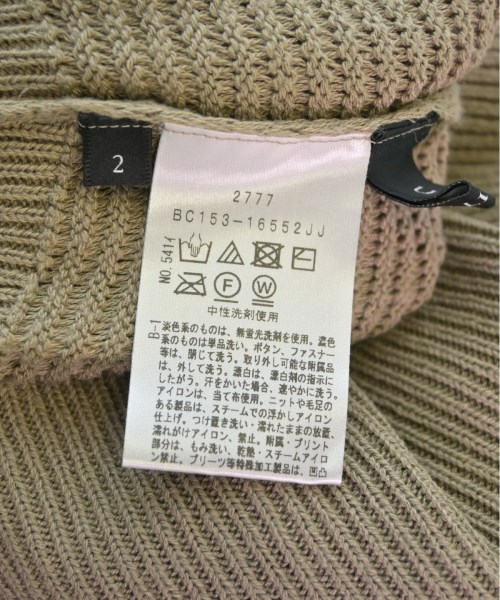 2
2777
BC153-16552JJ
NO.5417
中性洗剤使用
B-1
淡色系のものは、無蛍光洗剤を使用。濃色
系のものは単品洗い。ボタン、ファスナー
等は、閉じて洗う。取り外し可能な附属品
は、外して洗う。漂白は、漂白剤の指示に
したがう。汗をかいた場合、速やかに洗う。
アイロンは、当て布使用。ニットや毛足の
ある製品は、スチームでの浮かしアイロン
仕上げ。つけ置き洗い・濡れたままの放置、
濡れがけアイロン、禁止。附属・プリント
部分は、もみ洗い、乾燥・スチームアイロ
ン禁止。プリーツ等特殊加工製品は、凹凸
F
W